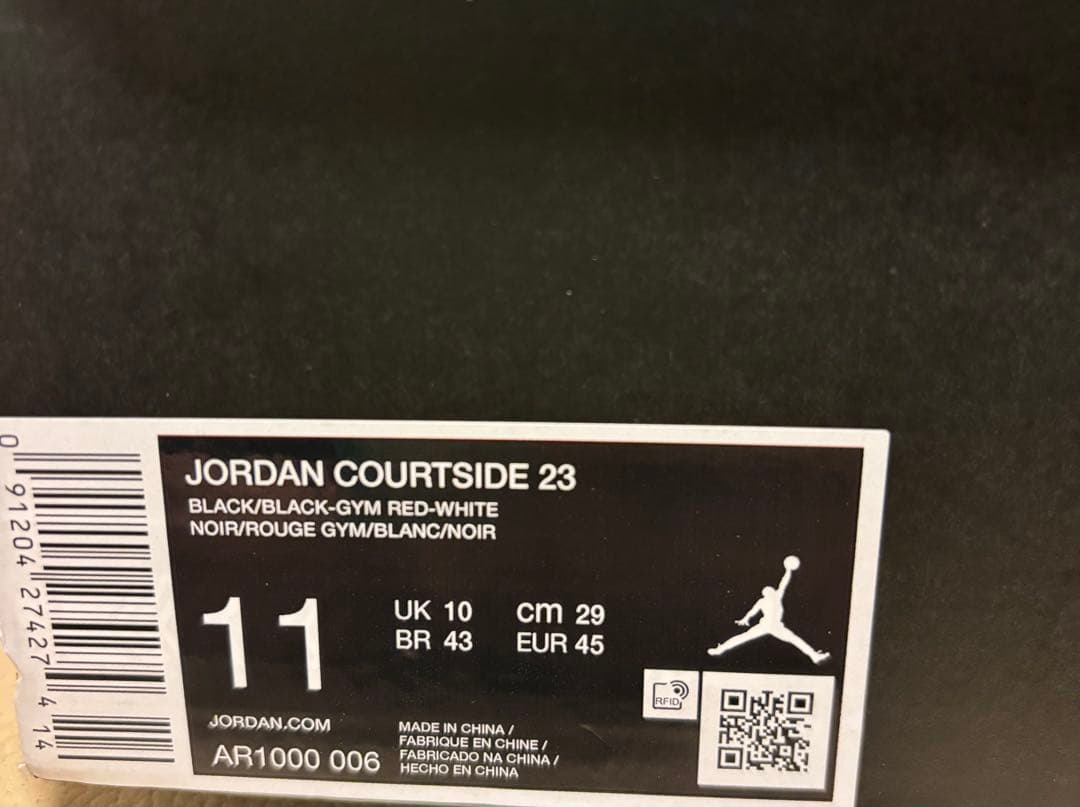 JORDAN COURTSIDE 23
BLACK/BLACK-GYM RED-WHITE
NOIR/ROUGE GYM/BLANC/NOIR
11
UK 10 cm 29
BR 43 EUR 45
RFID
JORDAN.COM
AR1000 006
MADE IN CHINA /
FABRIQUE EN CHINE /
FABRICADO NA CHINA /
HECHO EN CHINA
0 91204 27427 4 14